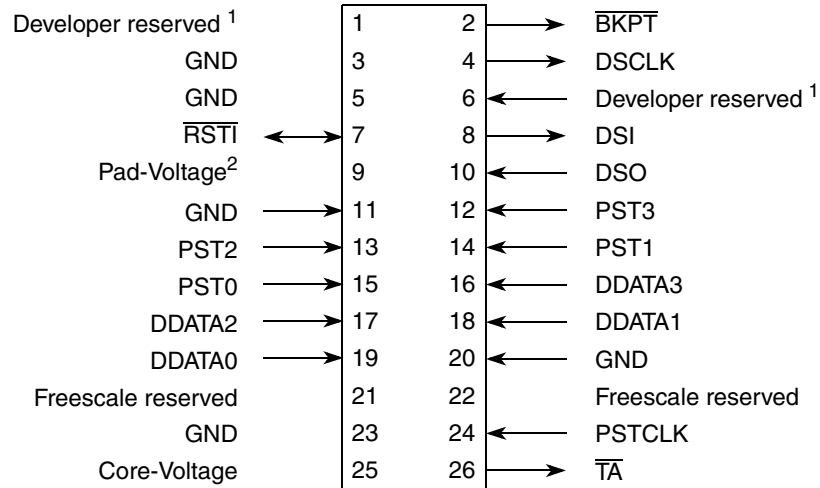 Developer reserved ¹ 1 2 B̅K̅P̅T̅
GND 3 4 DSCLK
GND 5 6 Developer reserved ¹
R̅S̅T̅I̅ 7 8 DSI
Pad-Voltage² 9 10 DSO
GND 11 12 PST3
PST2 13 14 PST1
PST0 15 16 DDATA3
DDATA2 17 18 DDATA1
DDATA0 19 20 GND
Freescale reserved 21 22 Freescale reserved
GND 23 24 PSTCLK
Core-Voltage 25 26 T̅A̅